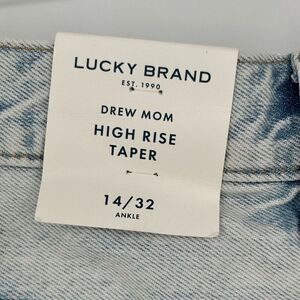 LUCKY BRAND
EST. 1990
DREW MOM
HIGH RISE
TAPER
14/32
ANKLE